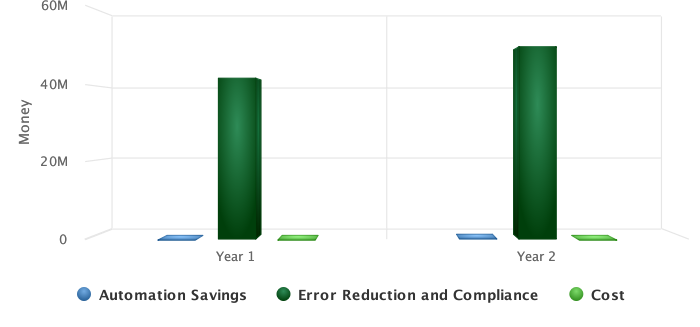 60M
40M
20M
0
Money
Year 1
Year 2
Automation Savings
Error Reduction and Compliance
Cost